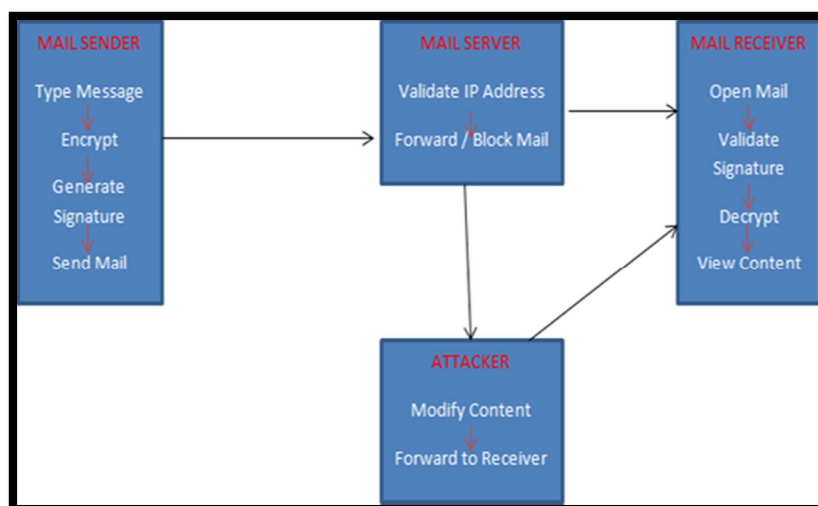 MAIL SENDER
Type Message
Encrypt
Generate
Signature
Send Mail
MAIL SERVER
Validate IP Address
Forward / Block Mail
MAIL RECEIVER
Open Mail
Validate
Signature
Decrypt
View Content
ATTACKER
Modify Content
Forward to Receiver